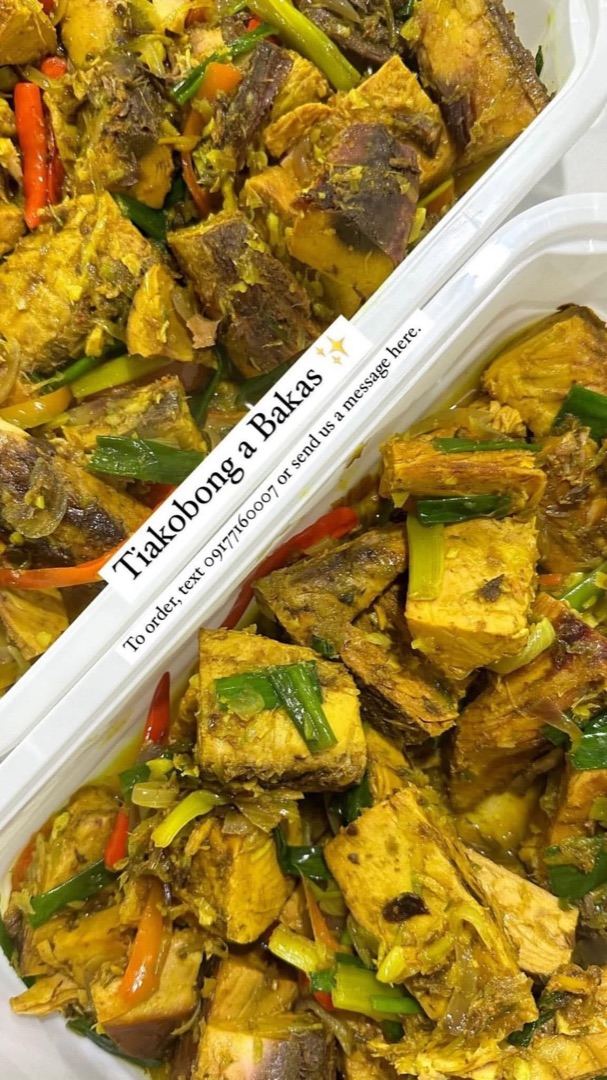 Tiakobong a Bakas ✨
To order, text 09177160007 or send us a message here.